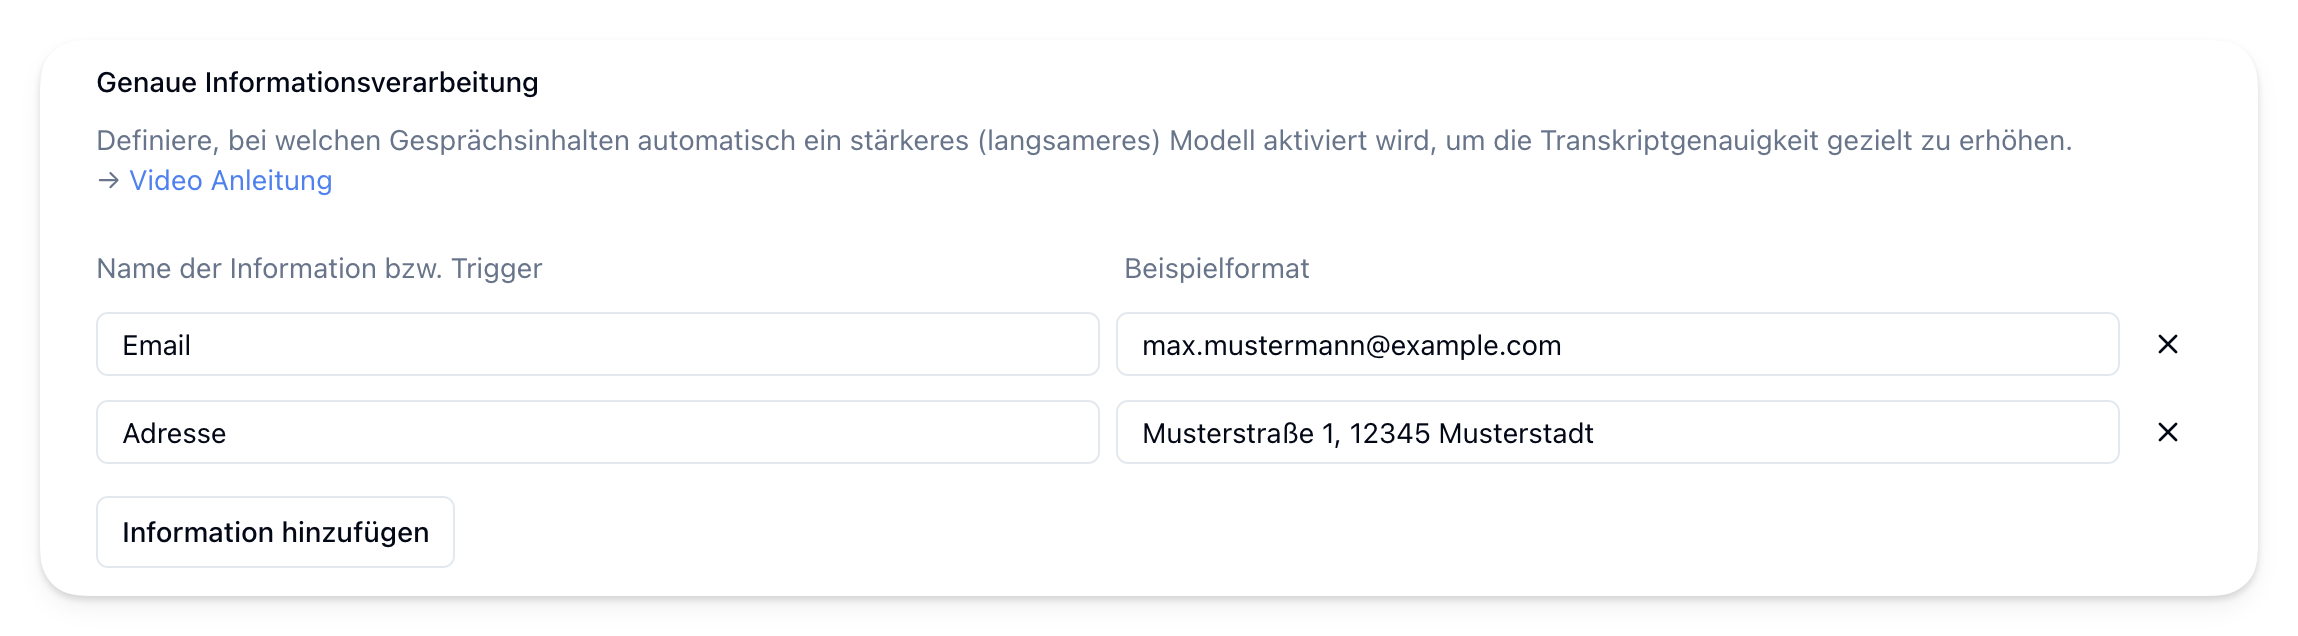 Genaue Informationsverarbeitung
Definiere, bei welchen Gesprächsinhalten automatisch ein stärkeres (langsameres) Modell aktiviert wird, um die Transkriptgenauigkeit gezielt zu erhöhen.
→ Video Anleitung
Name der Information bzw. Trigger
Beispielformat
Email
max.mustermann@example.com
Adresse
Musterstraße 1, 12345 Musterstadt
Information hinzufügen